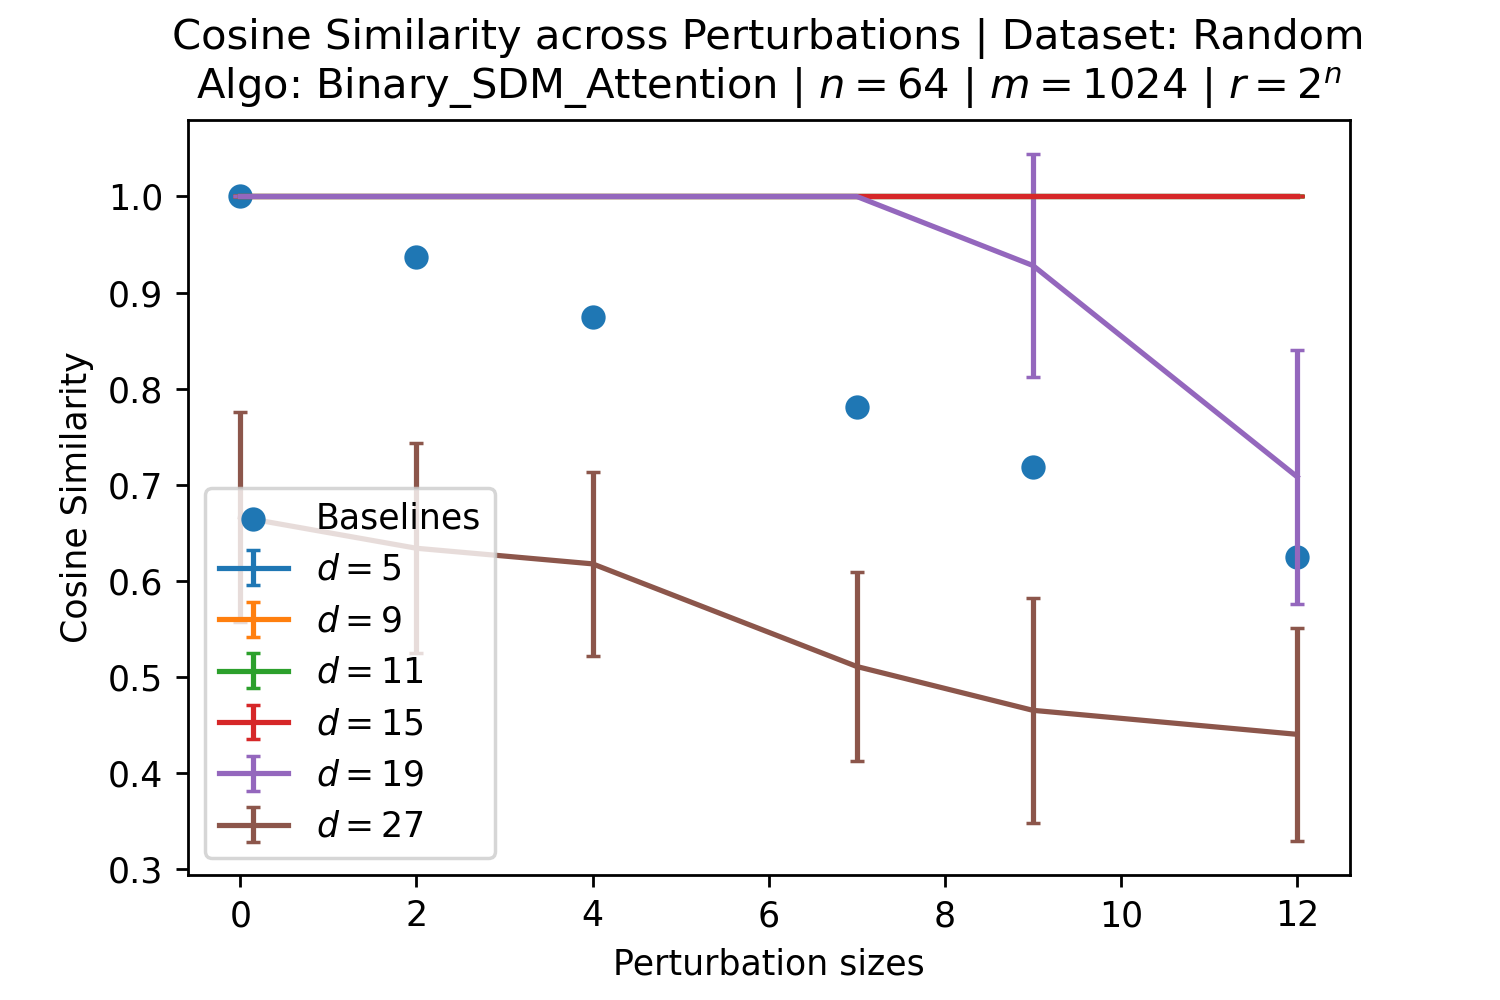 Cosine Similarity across Perturbations | Dataset: Random
Algo: Binary_SDM_Attention | n = 64 | m = 1024 | r = 2ⁿ
Cosine Similarity
1.0
0.9
0.8
0.7
0.6
0.5
0.4
0.3
Baselines
d = 5
d = 9
d = 11
d = 15
d = 19
d = 27
0 2 4 6 8 10 12
Perturbation sizes